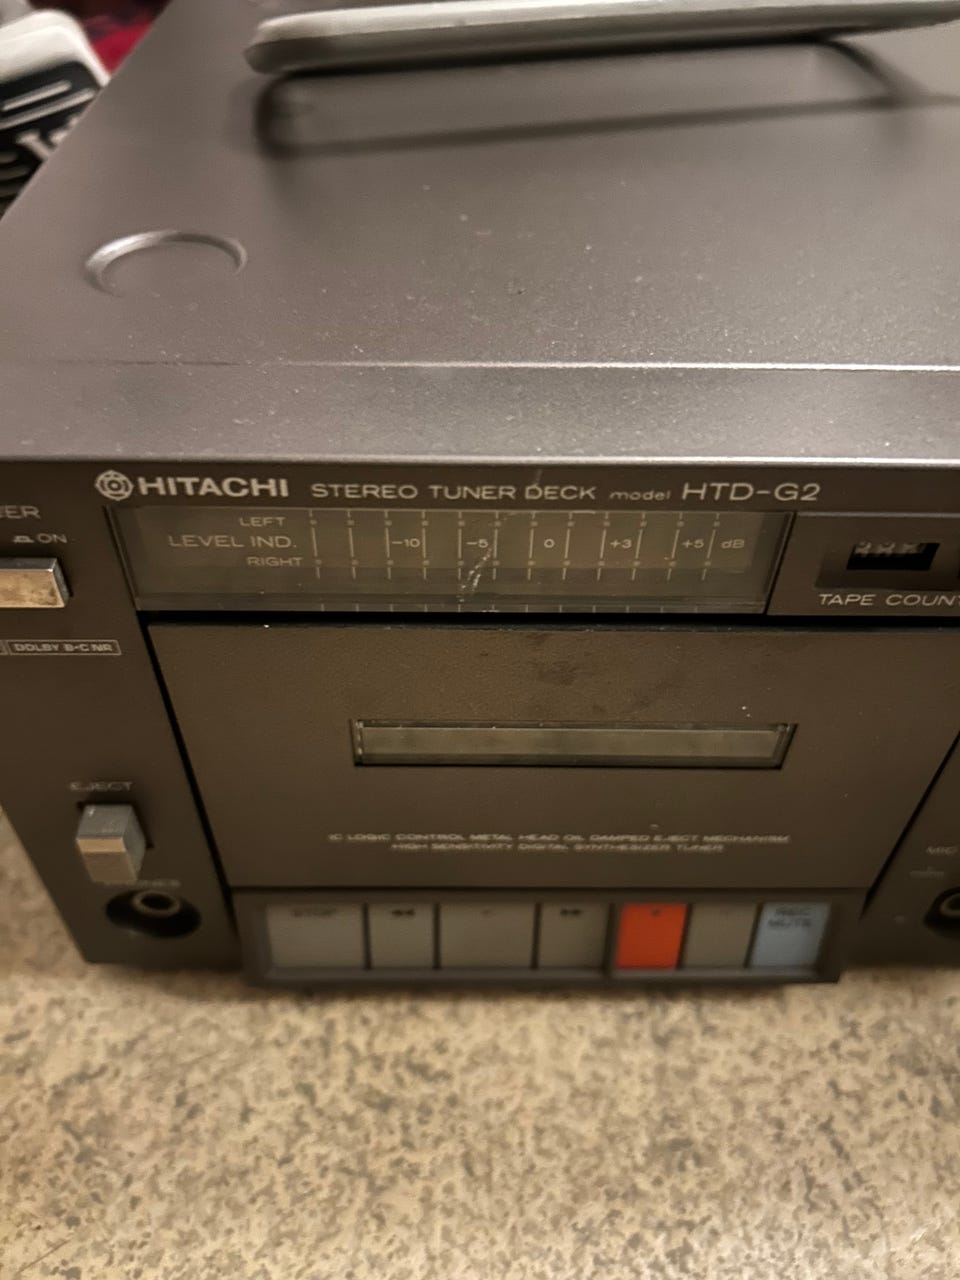 HITACHI STEREO TUNER DECK model HTD-G2
ON
LEFT
LEVEL IND. -10 -5 0 +3 +5 dB
RIGHT
TAPE
DOLBY B-C NR
EJECT
IC LOGIC CONTROL METAL HEAD OIL DAMPED EJECT MECHANISM
HIGH SENSITIVITY DIGITAL SYNTHESIZER TUNER
MIC
STOP
REC
MUTE